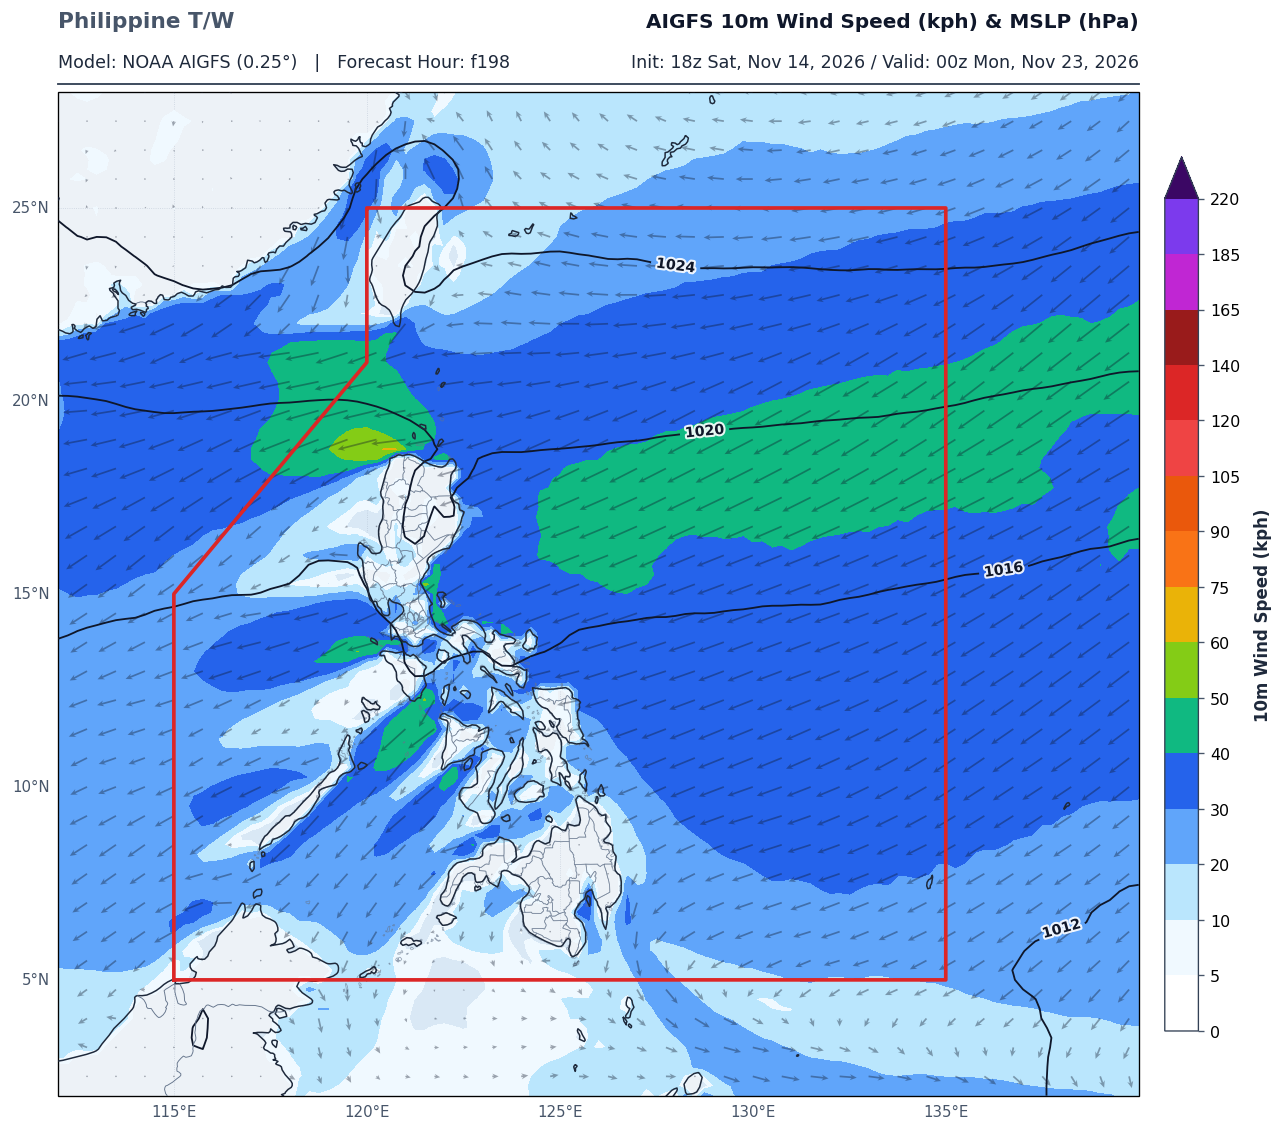 Philippine T/W
AIGFS 10m Wind Speed (kph) & MSLP (hPa)
Model: NOAA AIGFS (0.25°) | Forecast Hour: f198
Init: 18z Sat, Nov 14, 2026 / Valid: 00z Mon, Nov 23, 2026
25°N
20°N
15°N
10°N
5°N
115°E
120°E
125°E
130°E
135°E
1024
1020
1016
1012
220
185
165
140
120
105
90
75
60
50
40
30
20
10
5
0
10m Wind Speed (kph)